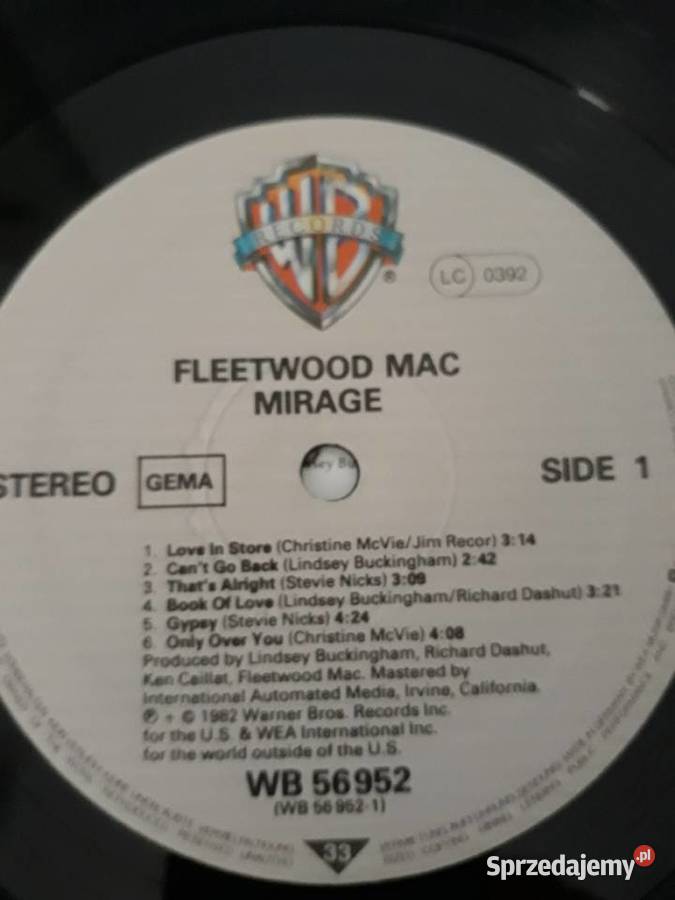 WB
RECORDS
®
LC 0392
FLEETWOOD MAC
MIRAGE
STEREO
GEMA
SIDE 1
1. Love In Store (Christine McVie/Jim Recor) 3:14
2. Can't Go Back (Lindsey Buckingham) 2:42
3. That's Alright (Stevie Nicks) 3:09
4. Book Of Love (Lindsey Buckingham/Richard Dashut) 3:21
5. Gypsy (Stevie Nicks) 4:24
6. Only Over You (Christine McVie) 4:08
Produced by Lindsey Buckingham, Richard Dashut,
Ken Caillat, Fleetwood Mac. Mastered by
International Automated Media, Irvine, California.
℗ + © 1982 Warner Bros. Records Inc.
for the U.S. & WEA International Inc.
for the world outside of the U.S.
WB 56952
(WB 56 952-1)
33
Sprzedajemy.pl